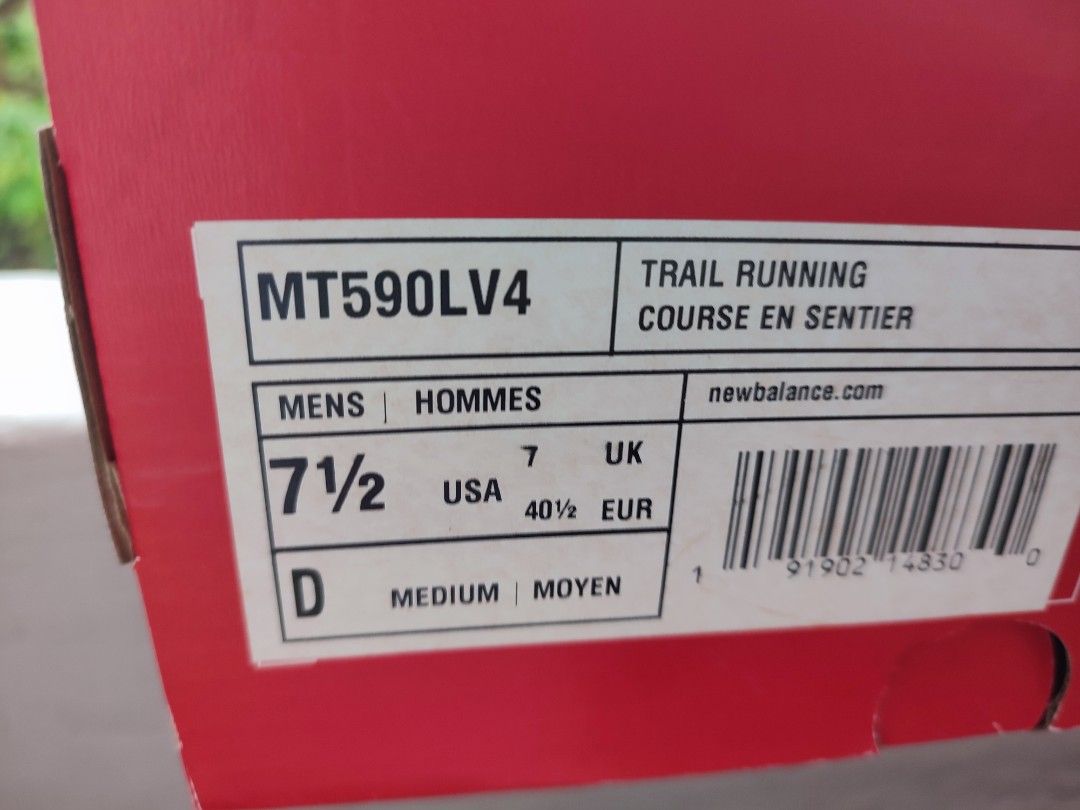 MT590LV4
TRAIL RUNNING
COURSE EN SENTIER
MENS | HOMMES
newbalance.com
7½ USA
7 UK
40½ EUR
D MEDIUM | MOYEN
1 91902 14830 0